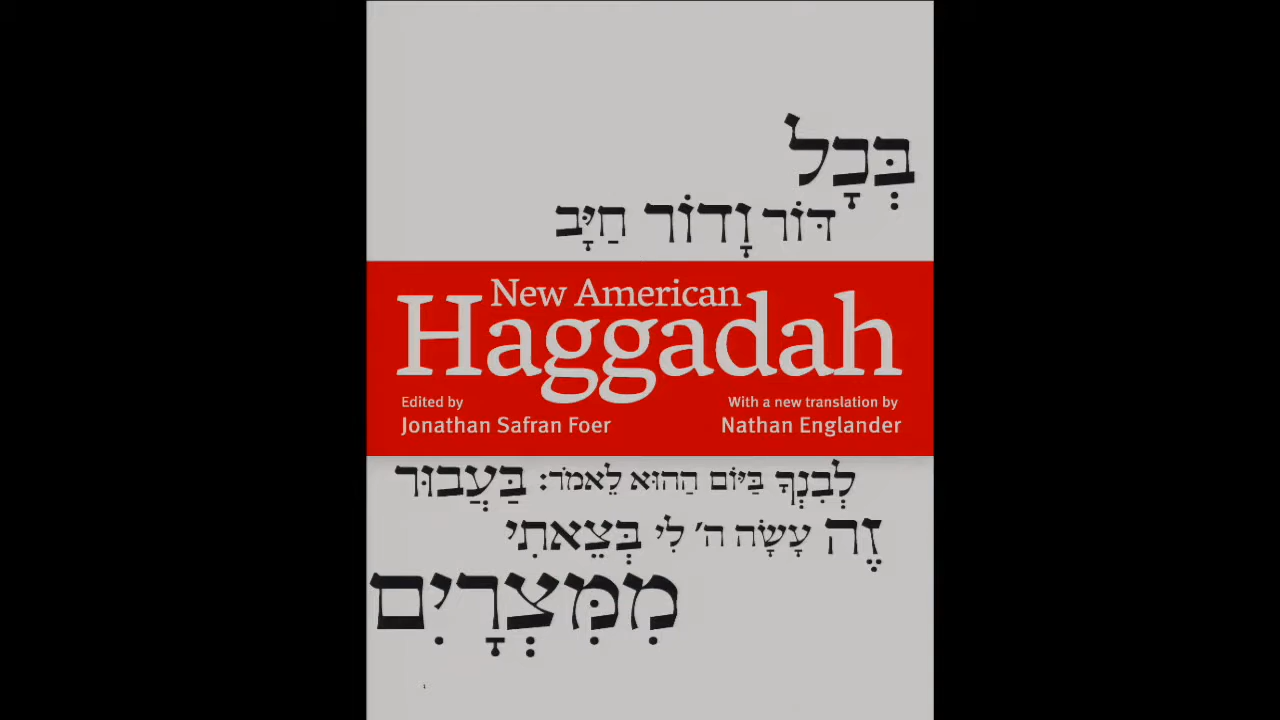 בְּכָל
דּוֹר וָדוֹר חַיָּב
New American
Haggadah
Edited by
Jonathan Safran Foer
With a new translation by
Nathan Englander
לְבִנְךָ בַּיּוֹם הַהוּא לֵאמֹר: בַּעֲבוּר
זֶה עָשָׂה ה׳ לִי בְּצֵאתִי
מִמִּצְרָיִם